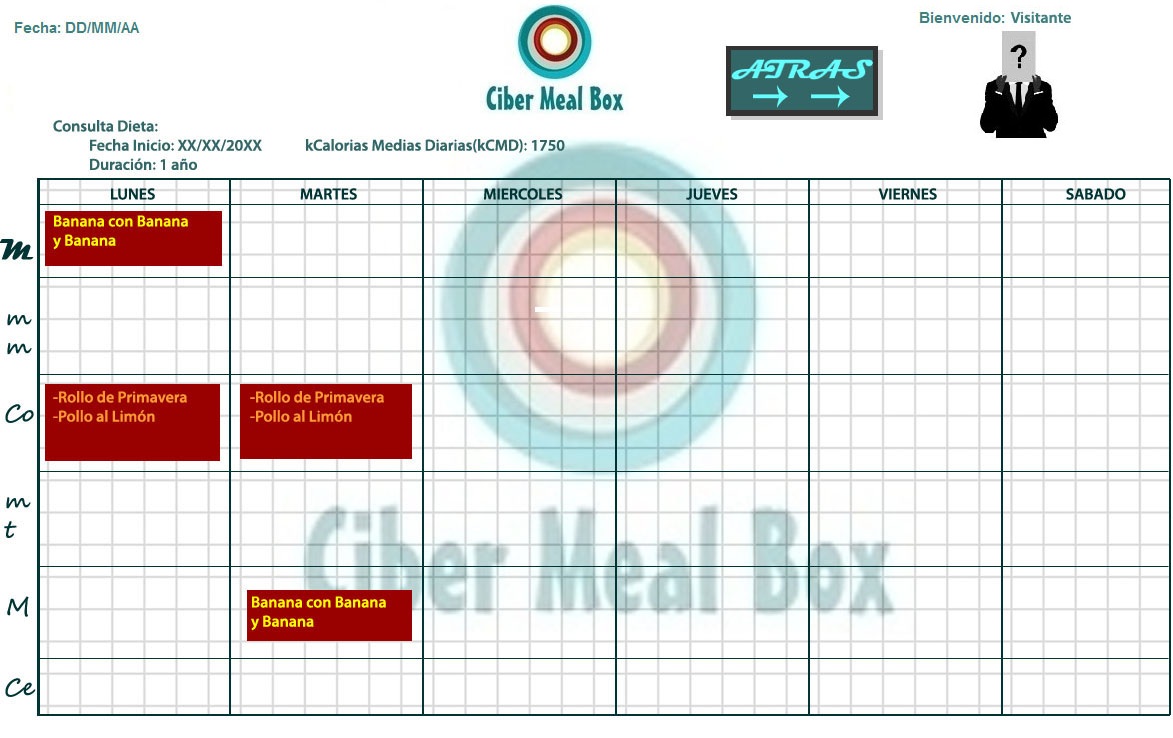 Fecha: DD/MM/AA
Bienvenido: Visitante
?
ATRAS
Ciber Meal Box
Consulta Dieta:
Fecha Inicio: XX/XX/20XX kCalorias Medias Diarias(kCMD): 1750
Duración: 1 año
LUNES MARTES MIERCOLES JUEVES VIERNES SABADO
M
Banana con Banana
y Banana
m
m
Co
-Rollo de Primavera
-Pollo al Limón
-Rollo de Primavera
-Pollo al Limón
m
t
Ciber Meal Box
M
Banana con Banana
y Banana
Ce